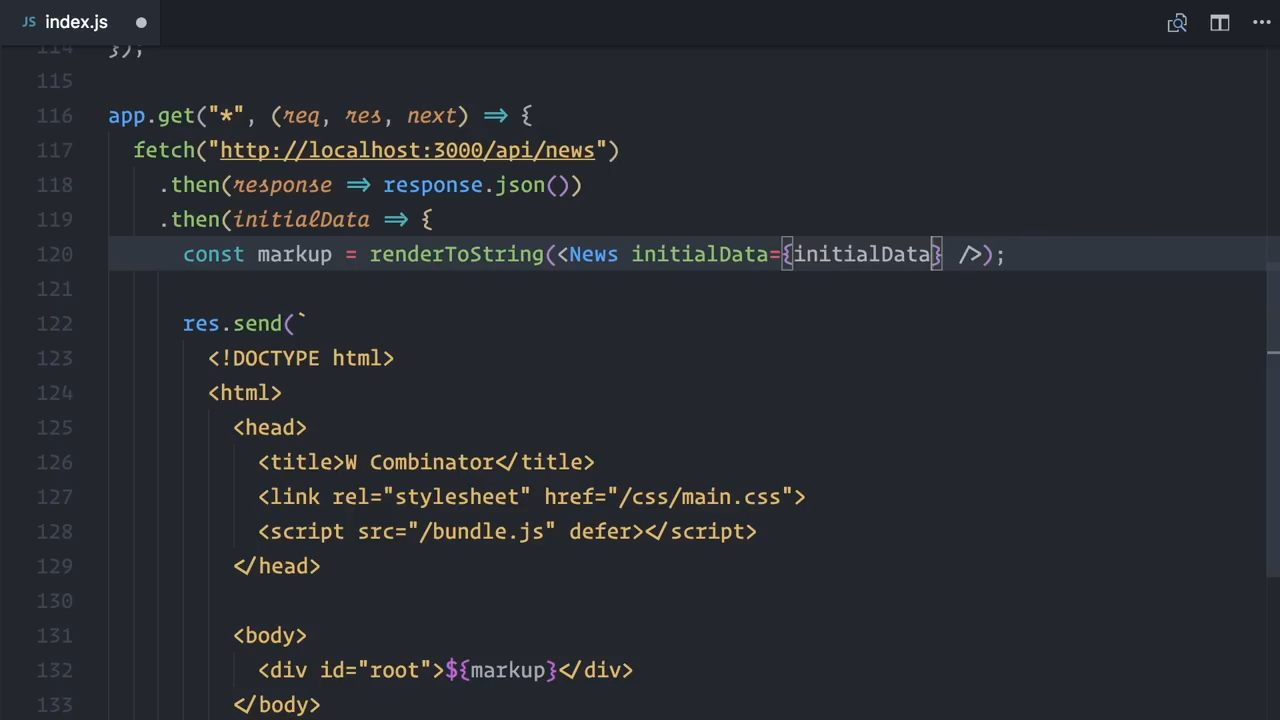 JS index.js
114 });
115
116 app.get("*", (req, res, next) => {
117 fetch("http://localhost:3000/api/news")
118 .then(response => response.json())
119 .then(initialData => {
120 const markup = renderToString(<News initialData={initialData} />);
121
122 res.send(`
123 <!DOCTYPE html>
124 <html>
125 <head>
126 <title>W Combinator</title>
127 <link rel="stylesheet" href="/css/main.css">
128 <script src="/bundle.js" defer></script>
129 </head>
130
131 <body>
132 <div id="root">${markup}</div>
133 </body>